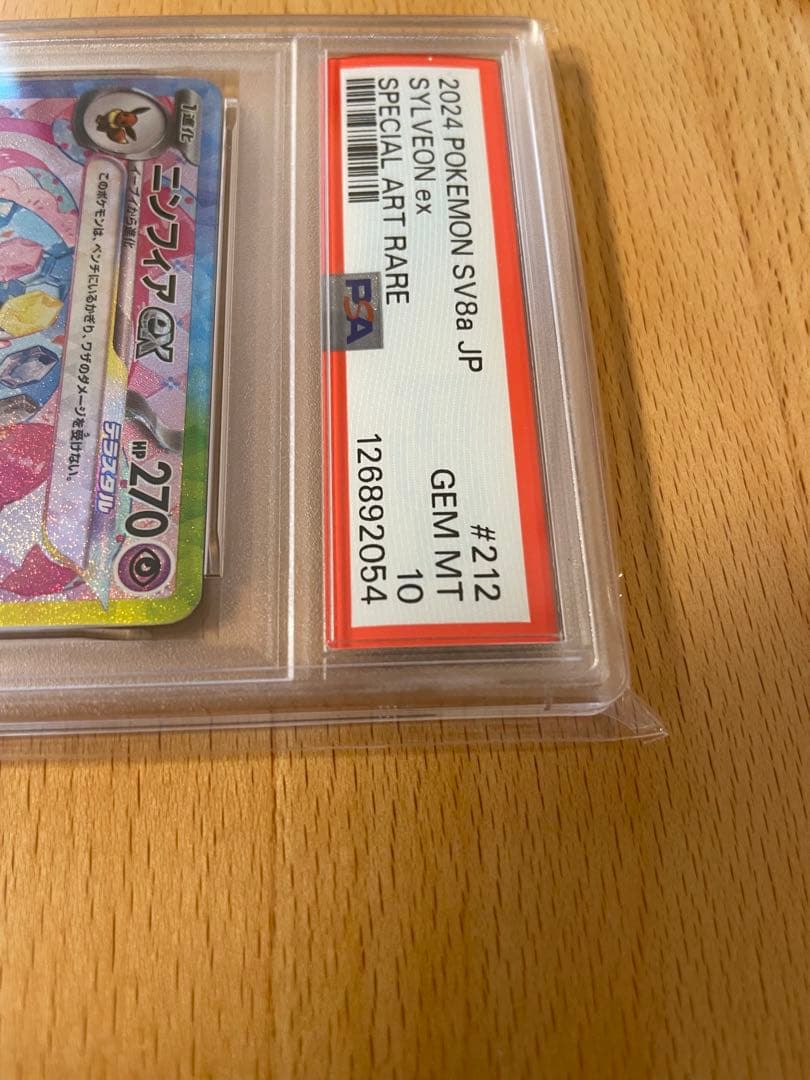 2024 POKEMON SV8a JP
#212
SYLVEON ex
GEM MT
SPECIAL ART RARE
10
PSA
126892054
1進化
ニンフィアex
HP270
イーブイから進化
テラスタル
このポケモンは、ベンチにいるかぎり、ワザのダメージを受けない。